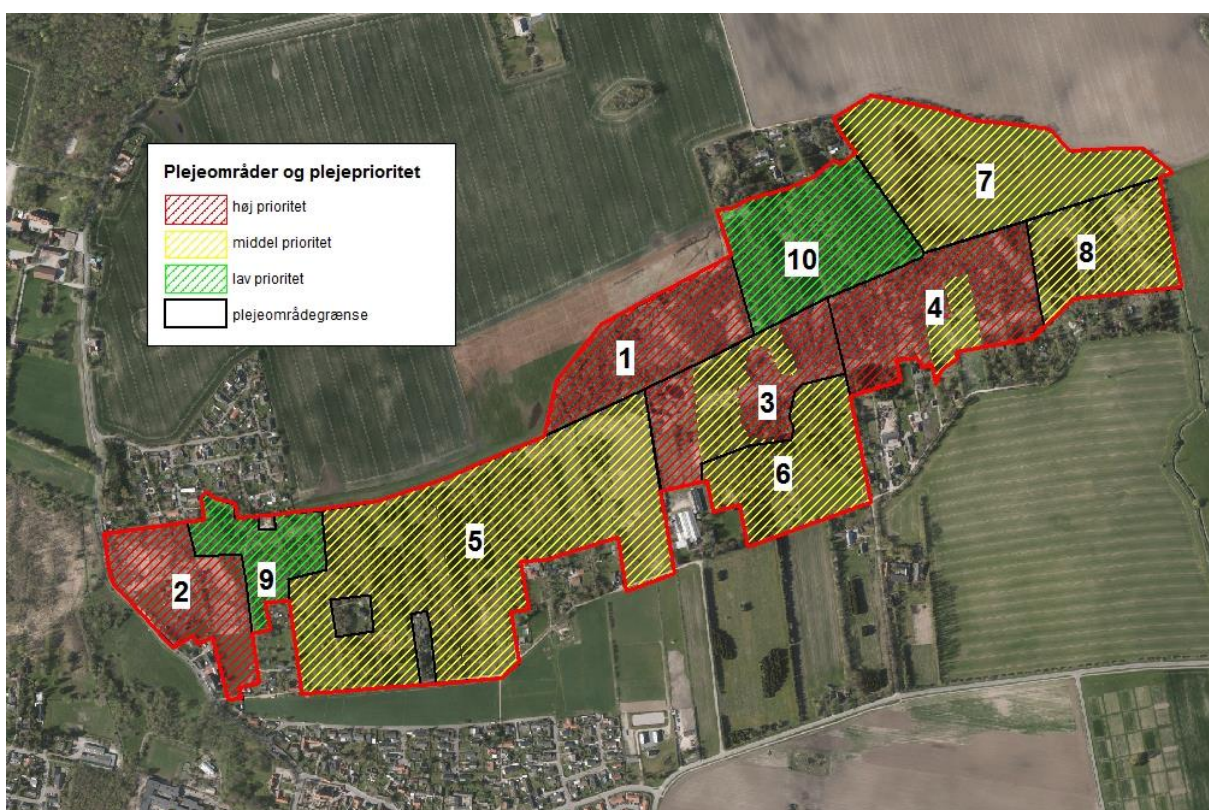 Plejeområder og plejeprioritet
høj prioritet
middel prioritet
lav prioritet
plejeområdegrænse
7
8
10
4
1
3
6
5
9
2